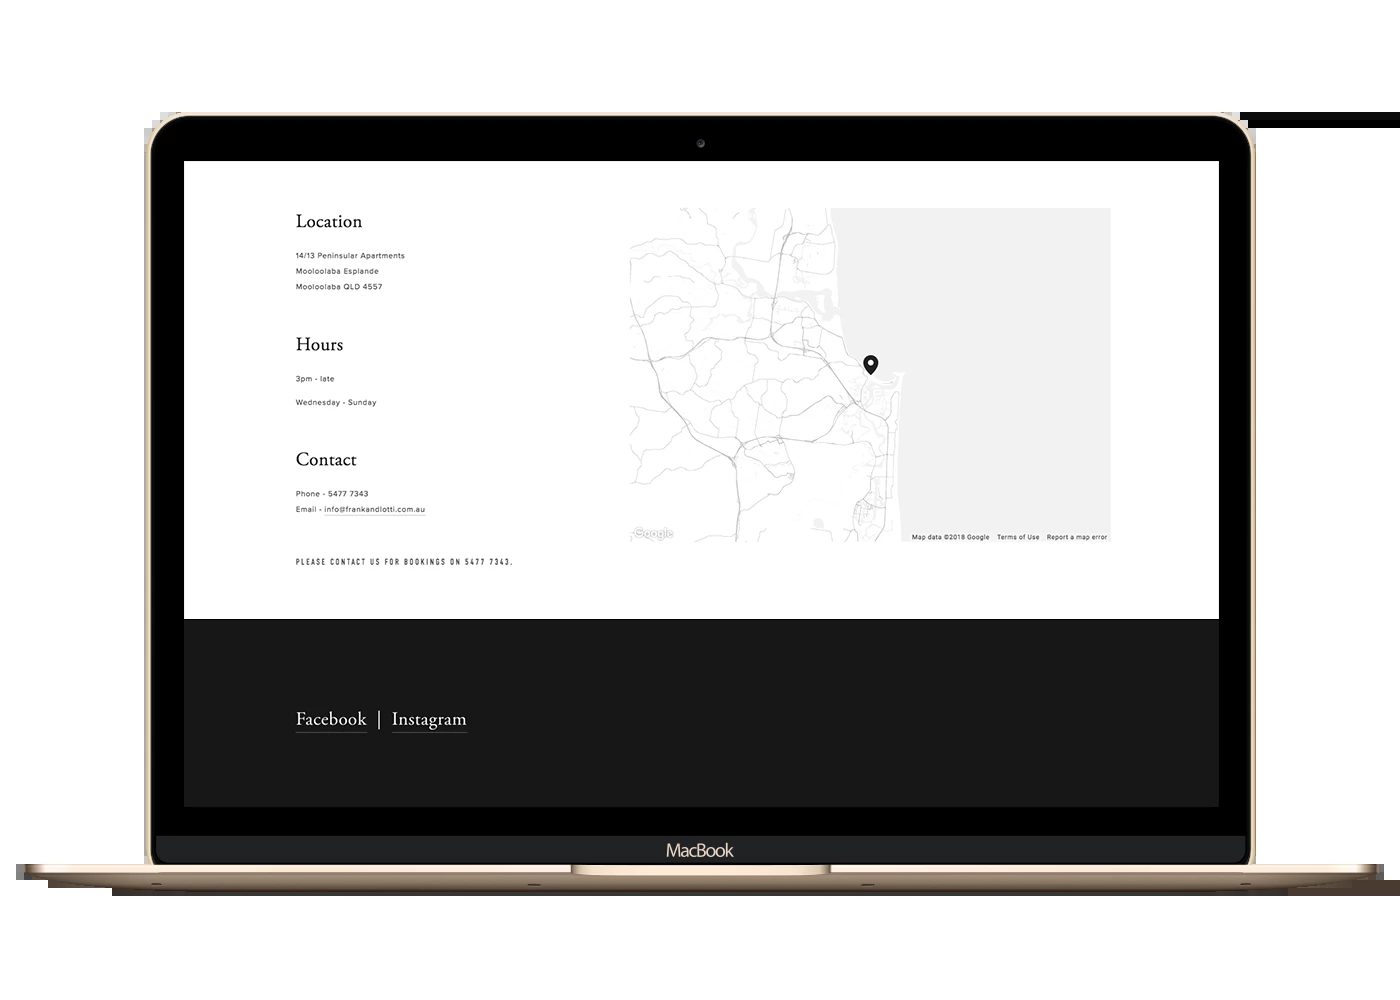 Location
14/13 Peninsular Apartments
Mooloolaba Esplande
Mooloolaba QLD 4557
Hours
3pm - late
Wednesday - Sunday
Contact
Phone - 5477 7343
Email - info@frankandlotti.com.au
PLEASE CONTACT US FOR BOOKINGS ON 5477 7343.
Google
Map data ©2018 Google Terms of Use Report a map error
Facebook | Instagram
MacBook